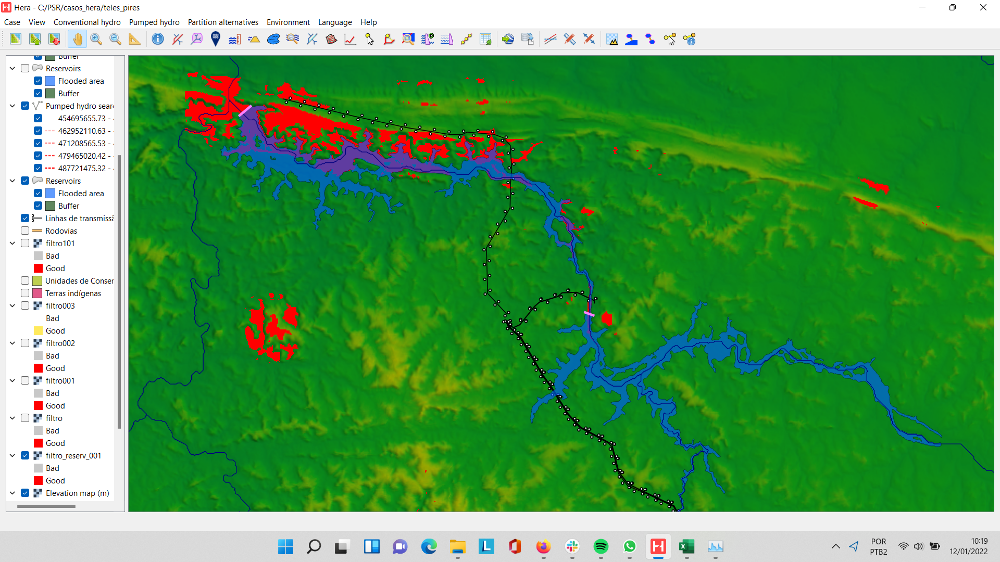 Hera - C:/PSR/casos_hera/teles_pires
Case View Conventional hydro Pumped hydro Partition alternatives Environment Language Help
Buffer
Reservoirs
Flooded area
Buffer
Pumped hydro sear
454695655.73 -
462952110.63 -
471208565.53 -
479465020.42 -
487721475.32 -
Reservoirs
Flooded area
Buffer
Linhas de transmissã
Rodovias
filtro101
Bad
Good
Unidades de Conser
Terras indígenas
filtro003
Bad
Good
filtro002
Bad
Good
filtro001
Bad
Good
filtro
Bad
Good
filtro_reserv_001
Bad
Good
Elevation map (m)
POR
PTB2
10:19
12/01/2022